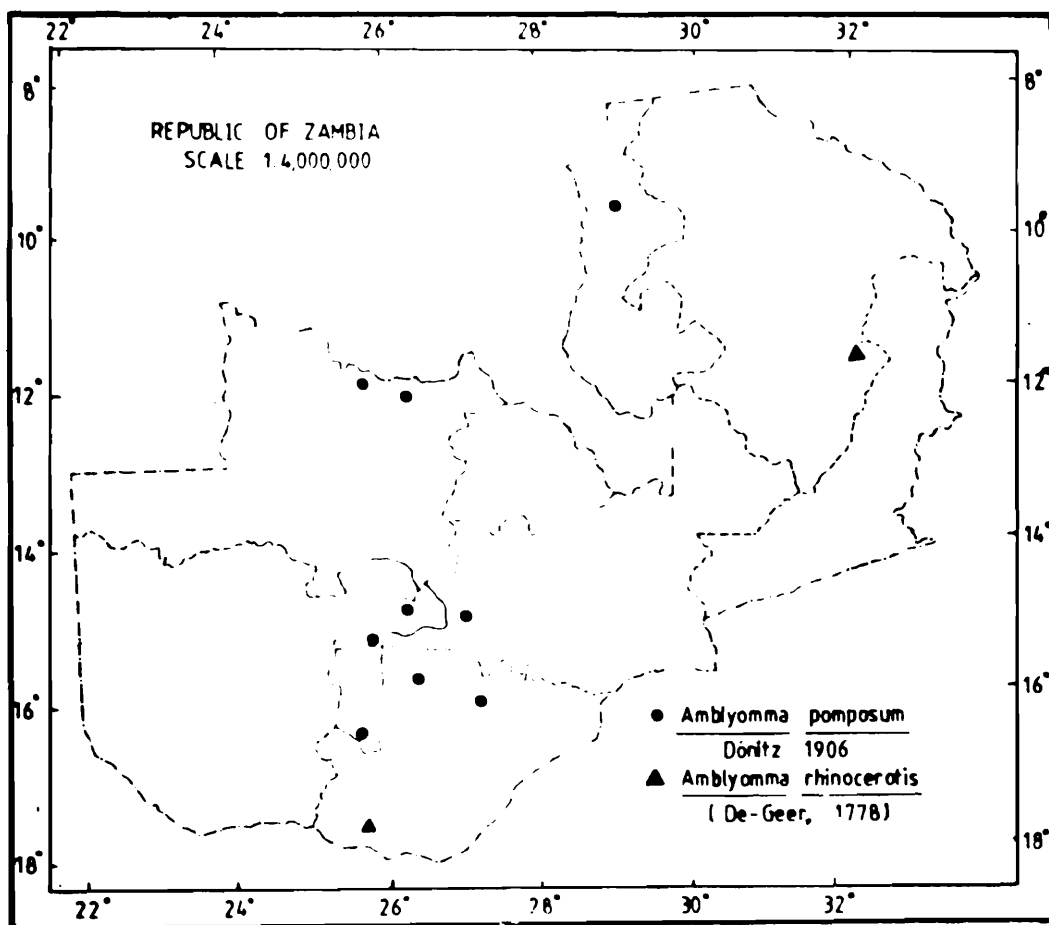 22° 24° 26° 28° 30° 32°
8° 8°
REPUBLIC OF ZAMBIA
SCALE 1:4,000,000
10° 10°
12° 12°
14° 14°
16° 16°
Amblyomma pomposum
Dönitz 1906
Amblyomma rhinocerotis
(De-Geer, 1778)
18° 18°
22° 24° 26° 28° 30° 32°